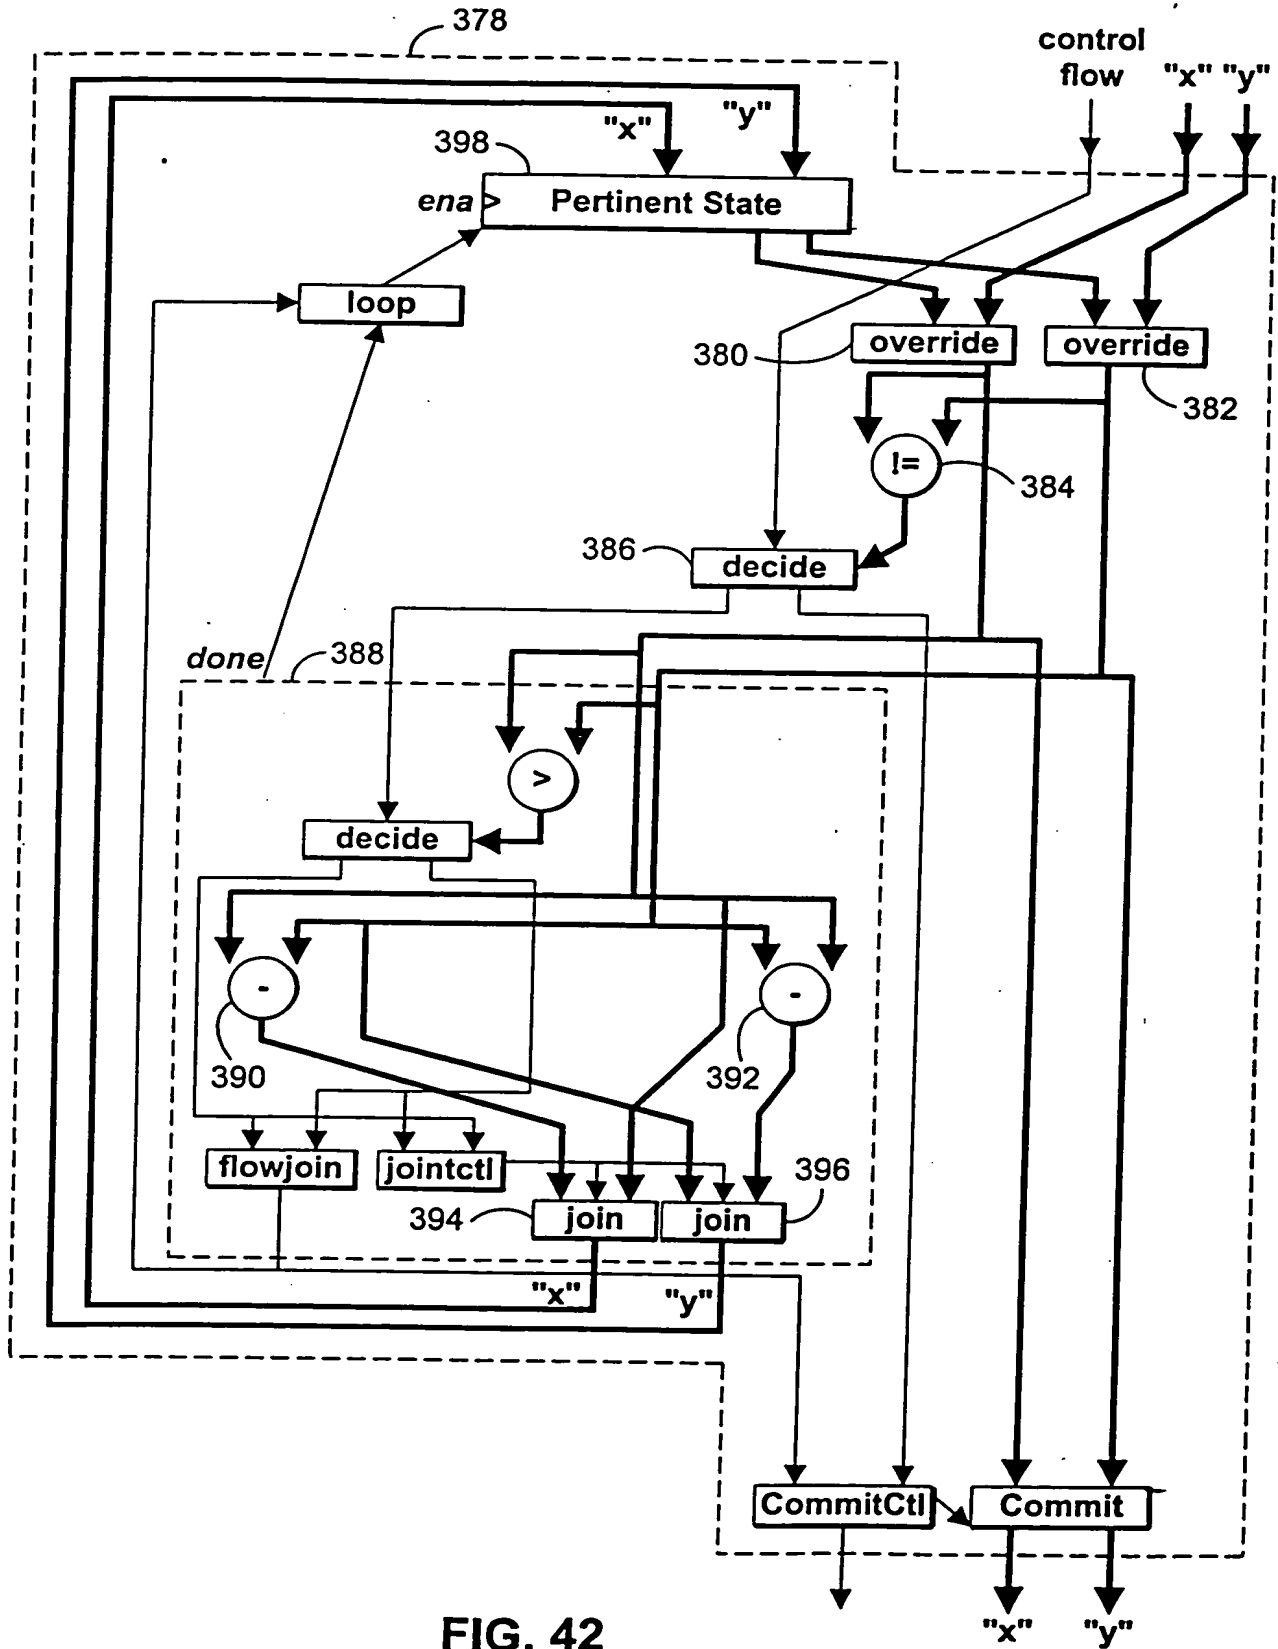 378
control
flow
"x" "y"
"x"
"y"
398
ena > Pertinent State
loop
380
override
override
382
!=
384
386
decide
done
388
>
decide
-
-
390
392
flowjoin
jointctl
396
394
join
join
"x"
"y"
CommitCtl
Commit
"x"
"y"
FIG. 42